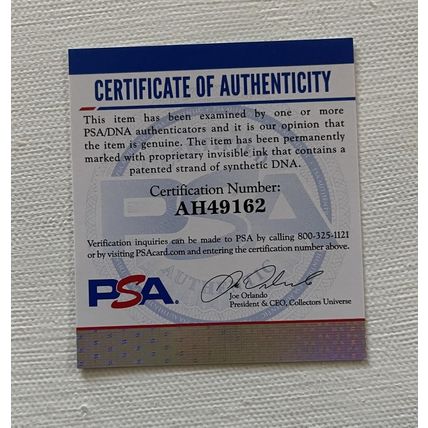 CERTIFICATE OF AUTHENTICITY
This item has been examined by one or more
PSA/DNA authenticators and it is our opinion that
the item is genuine. The item has been permanently
marked with proprietary invisible ink that contains a
patented strand of synthetic DNA.
Certification Number:
AH49162
Verification inquiries can be made to PSA by calling 800-325-1121
or by visiting PSAcard.com and entering the certification number above.
PSA.
Joe Orlando
President & CEO, Collectors Universe